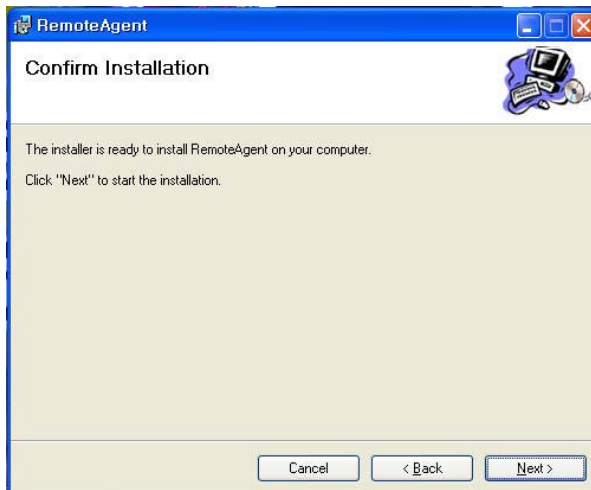 RemoteAgent
Confirm Installation
The installer is ready to install RemoteAgent on your computer.
Click "Next" to start the installation.
Cancel
< Back
Next >